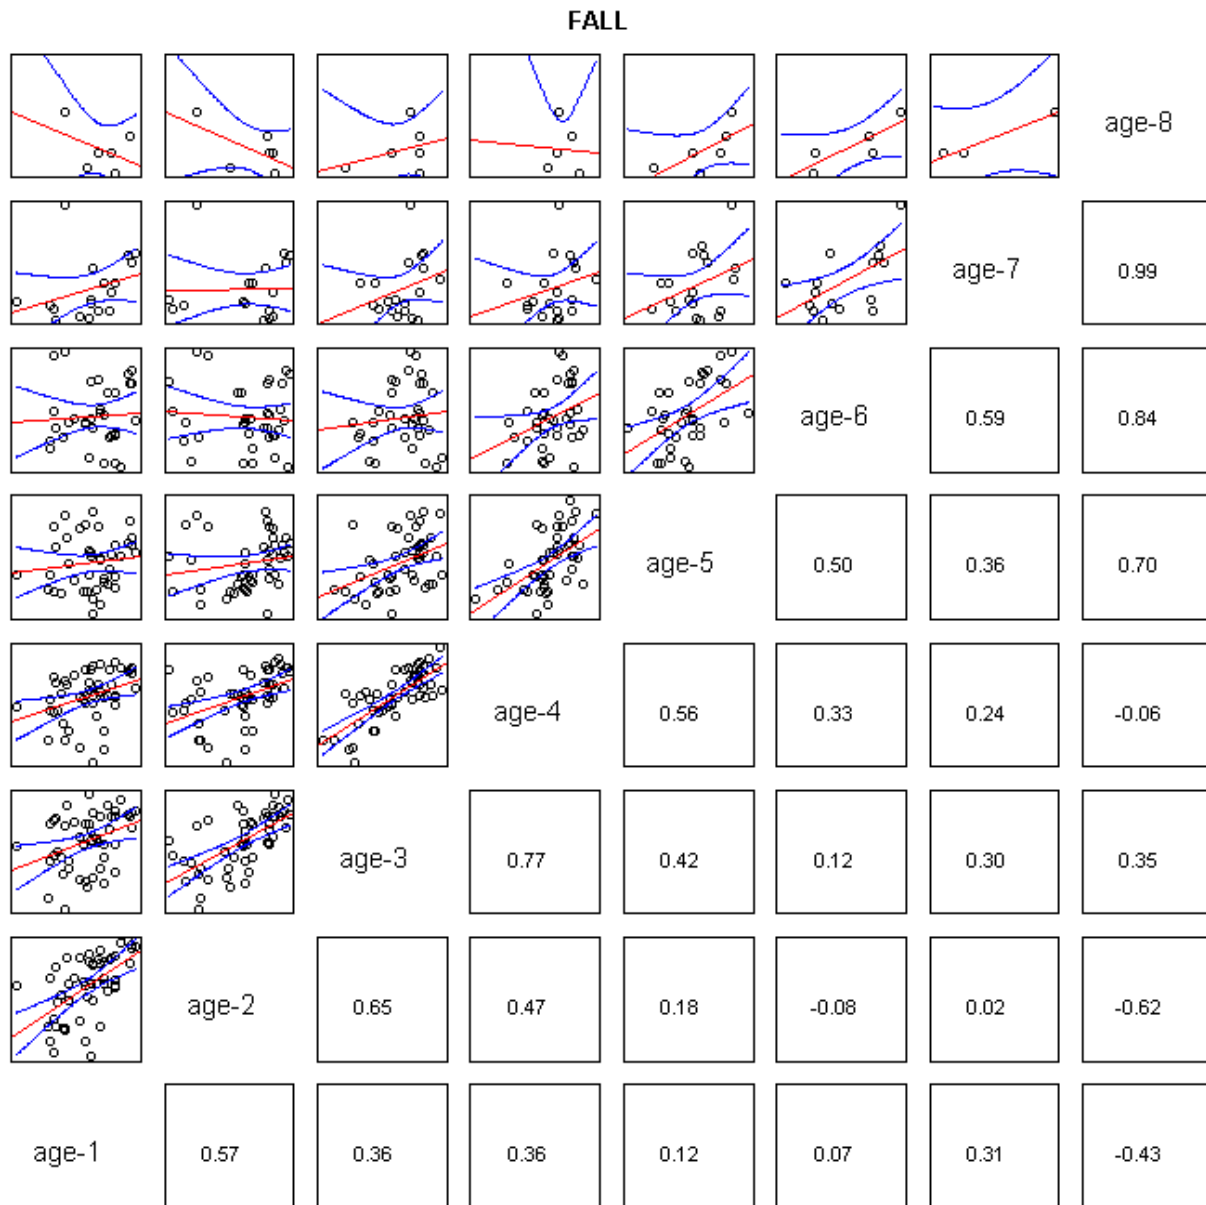 FALL
age-8
age-7 0.99
age-6 0.59 0.84
age-5 0.50 0.36 0.70
age-4 0.56 0.33 0.24 -0.06
age-3 0.77 0.42 0.12 0.30 0.35
age-2 0.65 0.47 0.18 -0.08 0.02 -0.62
age-1 0.57 0.36 0.36 0.12 0.07 0.31 -0.43